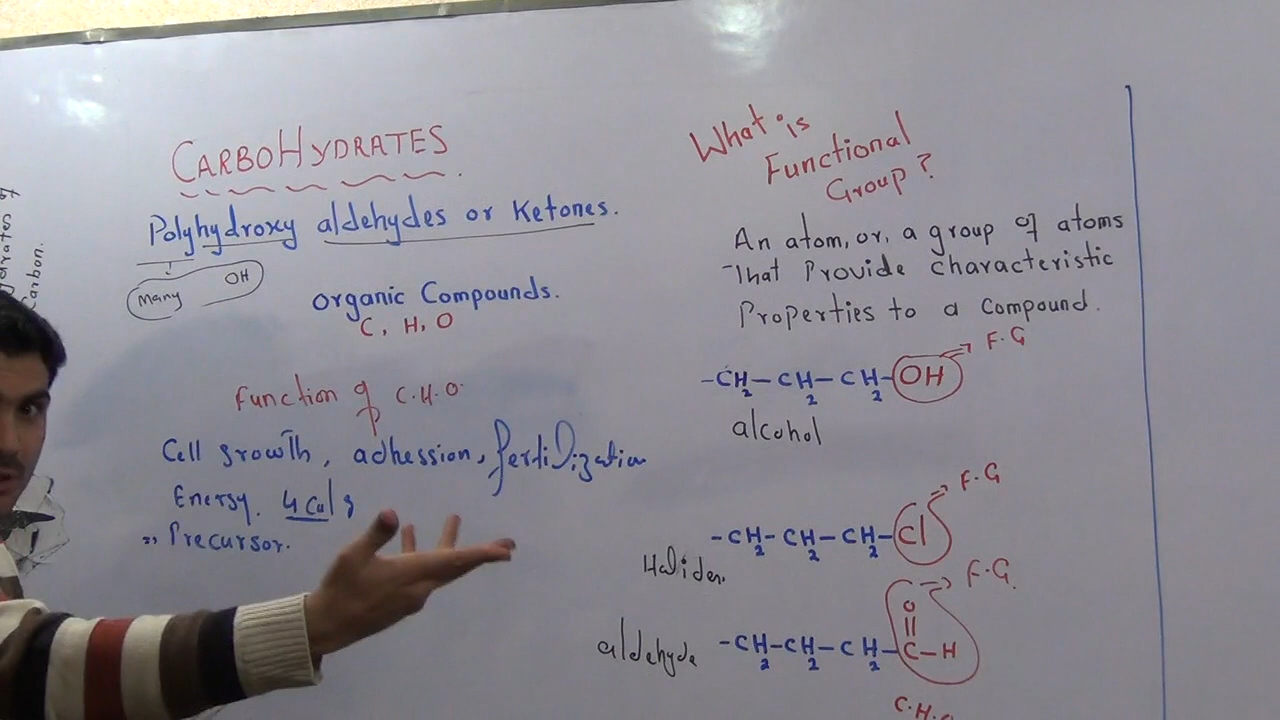 CARBOHYDRATES
Polyhydroxy aldehydes or Ketones.
Many OH
Organic Compounds.
C, H, O
Function of C.H.O
Cell growth, adhession, fertilization
Energy. 4 Cal
Precursor.
Carbon.
What is
Functional
Group?
An atom, or, a group of atoms
That Provide characteristic
Properties to a compound.
-CH2-CH2-CH2-OH F.G
alcohol
-CH2-CH2-CH2-Cl F.G
Halides.
F.G
O
aldehyde -CH2-CH2-CH2-C-H
C.H.O